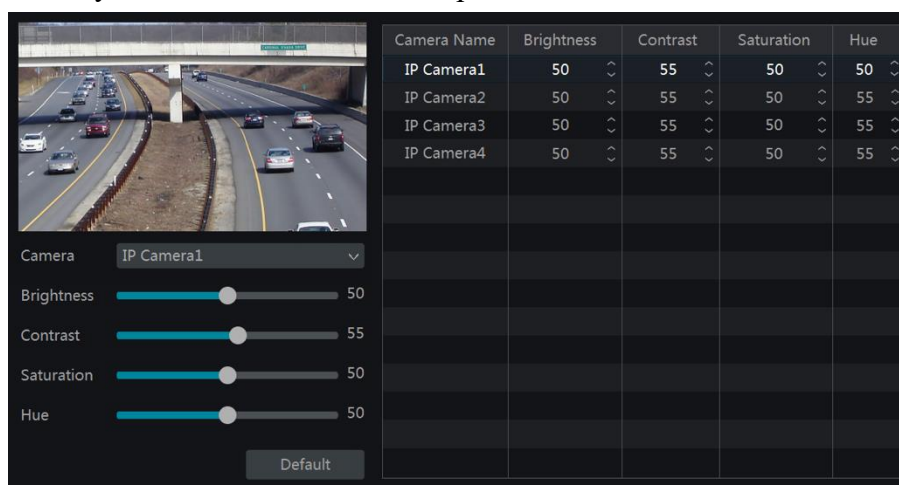 Camera Name Brightness Contrast Saturation Hue
IP Camera1 50 55 50 50
IP Camera2 50 55 50 55
IP Camera3 50 55 50 55
IP Camera4 50 55 50 55
Camera IP Camera1
Brightness 50
Contrast 55
Saturation 50
Hue 50
Default